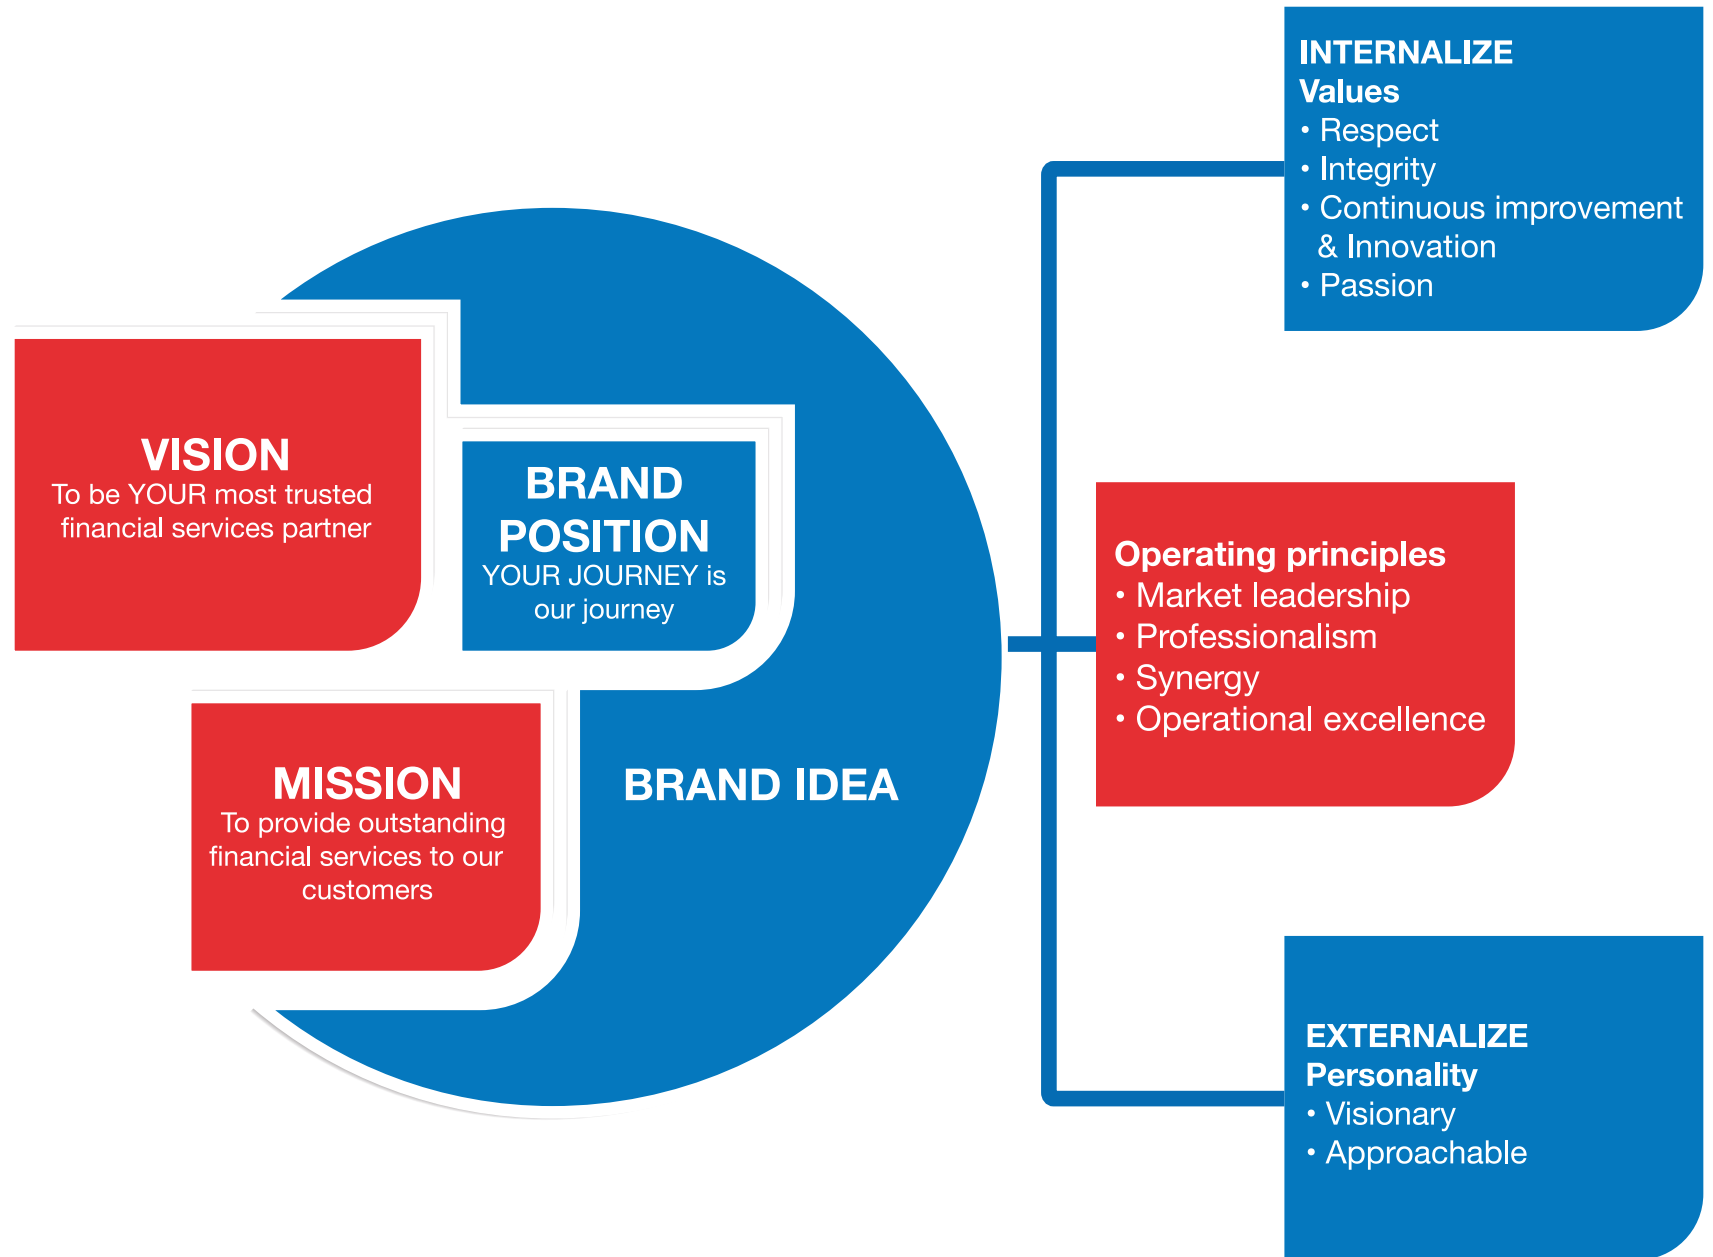 VISION
To be YOUR most trusted
financial services partner
BRAND
POSITION
YOUR JOURNEY is
our journey
MISSION
To provide outstanding
financial services to our
customers
BRAND IDEA
INTERNALIZE
Values
• Respect
• Integrity
• Continuous improvement
& Innovation
• Passion
Operating principles
• Market leadership
• Professionalism
• Synergy
• Operational excellence
EXTERNALIZE
Personality
• Visionary
• Approachable